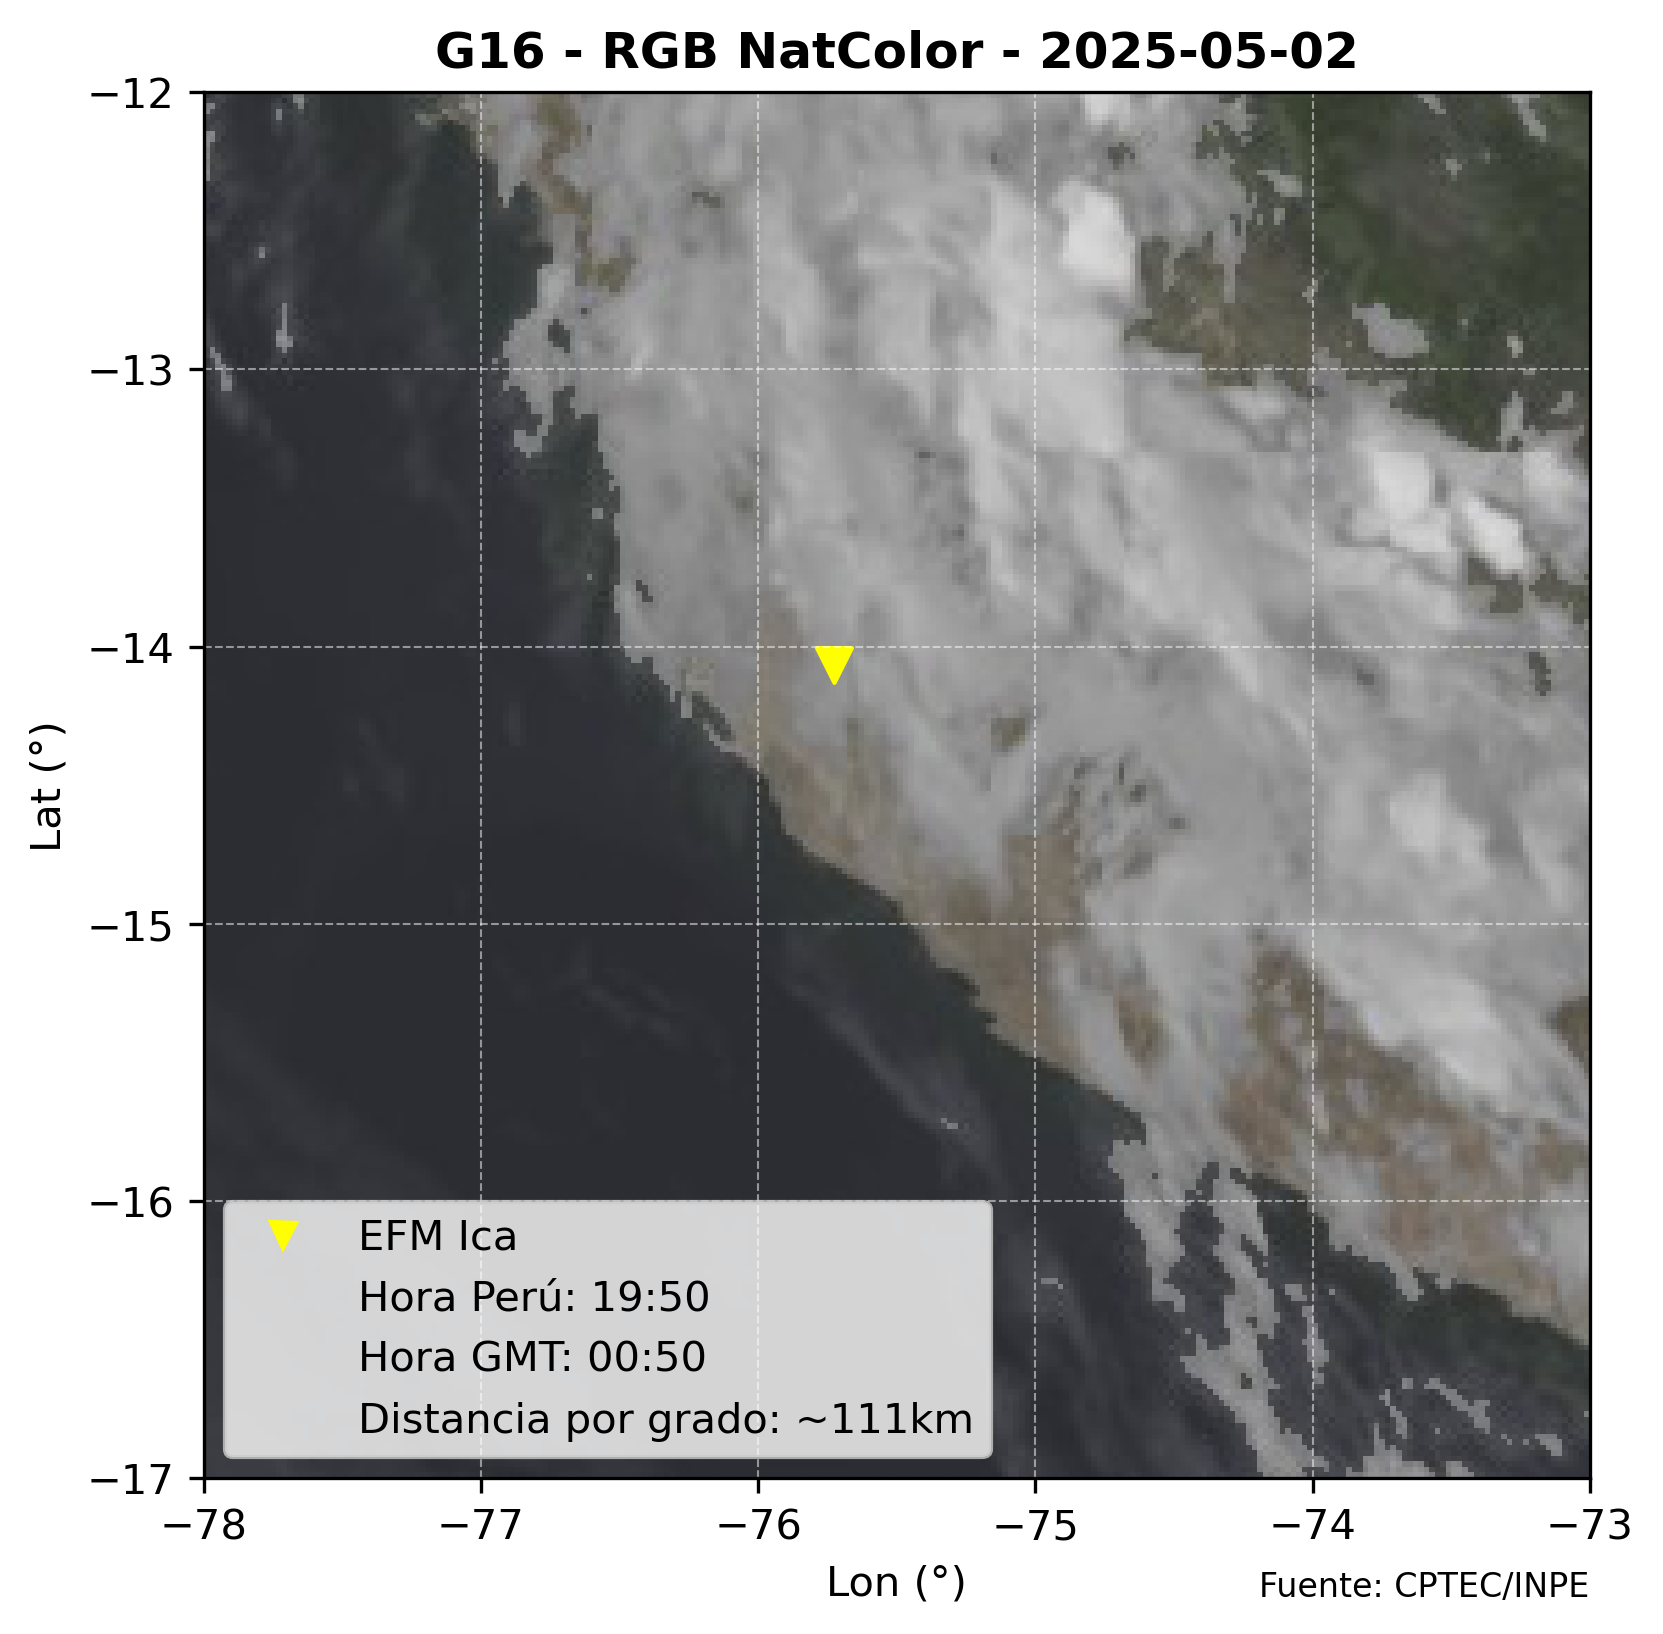 G16 - RGB NatColor - 2025-05-02
−12
−13
−14
−15
−16
−17
Lat (°)
EFM Ica
Hora Perú: 19:50
Hora GMT: 00:50
Distancia por grado: ~111km
−78
−77
−76
−75
−74
−73
Lon (°)
Fuente: CPTEC/INPE